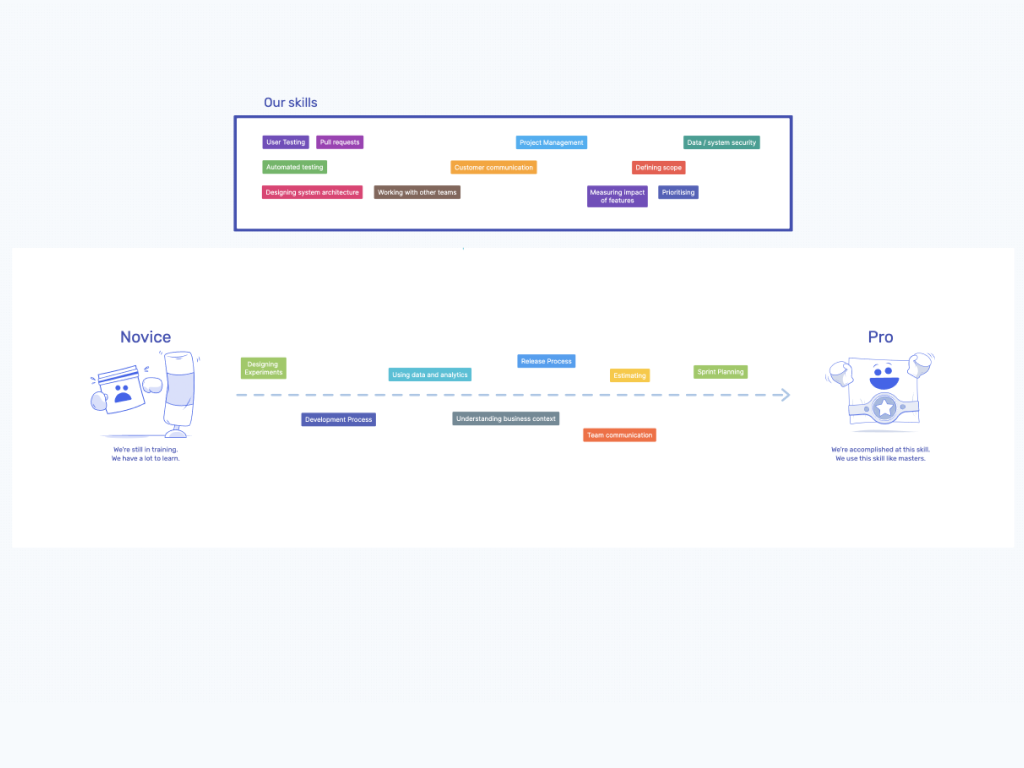 Our skills
User Testing
Pull requests
Project Management
Data / system security
Automated testing
Customer communication
Defining scope
Designing system architecture
Working with other teams
Measuring impact
of features
Prioritising
Novice
Pro
Designing
Experiments
Using data and analytics
Release Process
Estimating
Sprint Planning
Development Process
Understanding business context
Team communication
We're still in training.
We have a lot to learn.
We're accomplished at this skill.
We use this skill like masters.